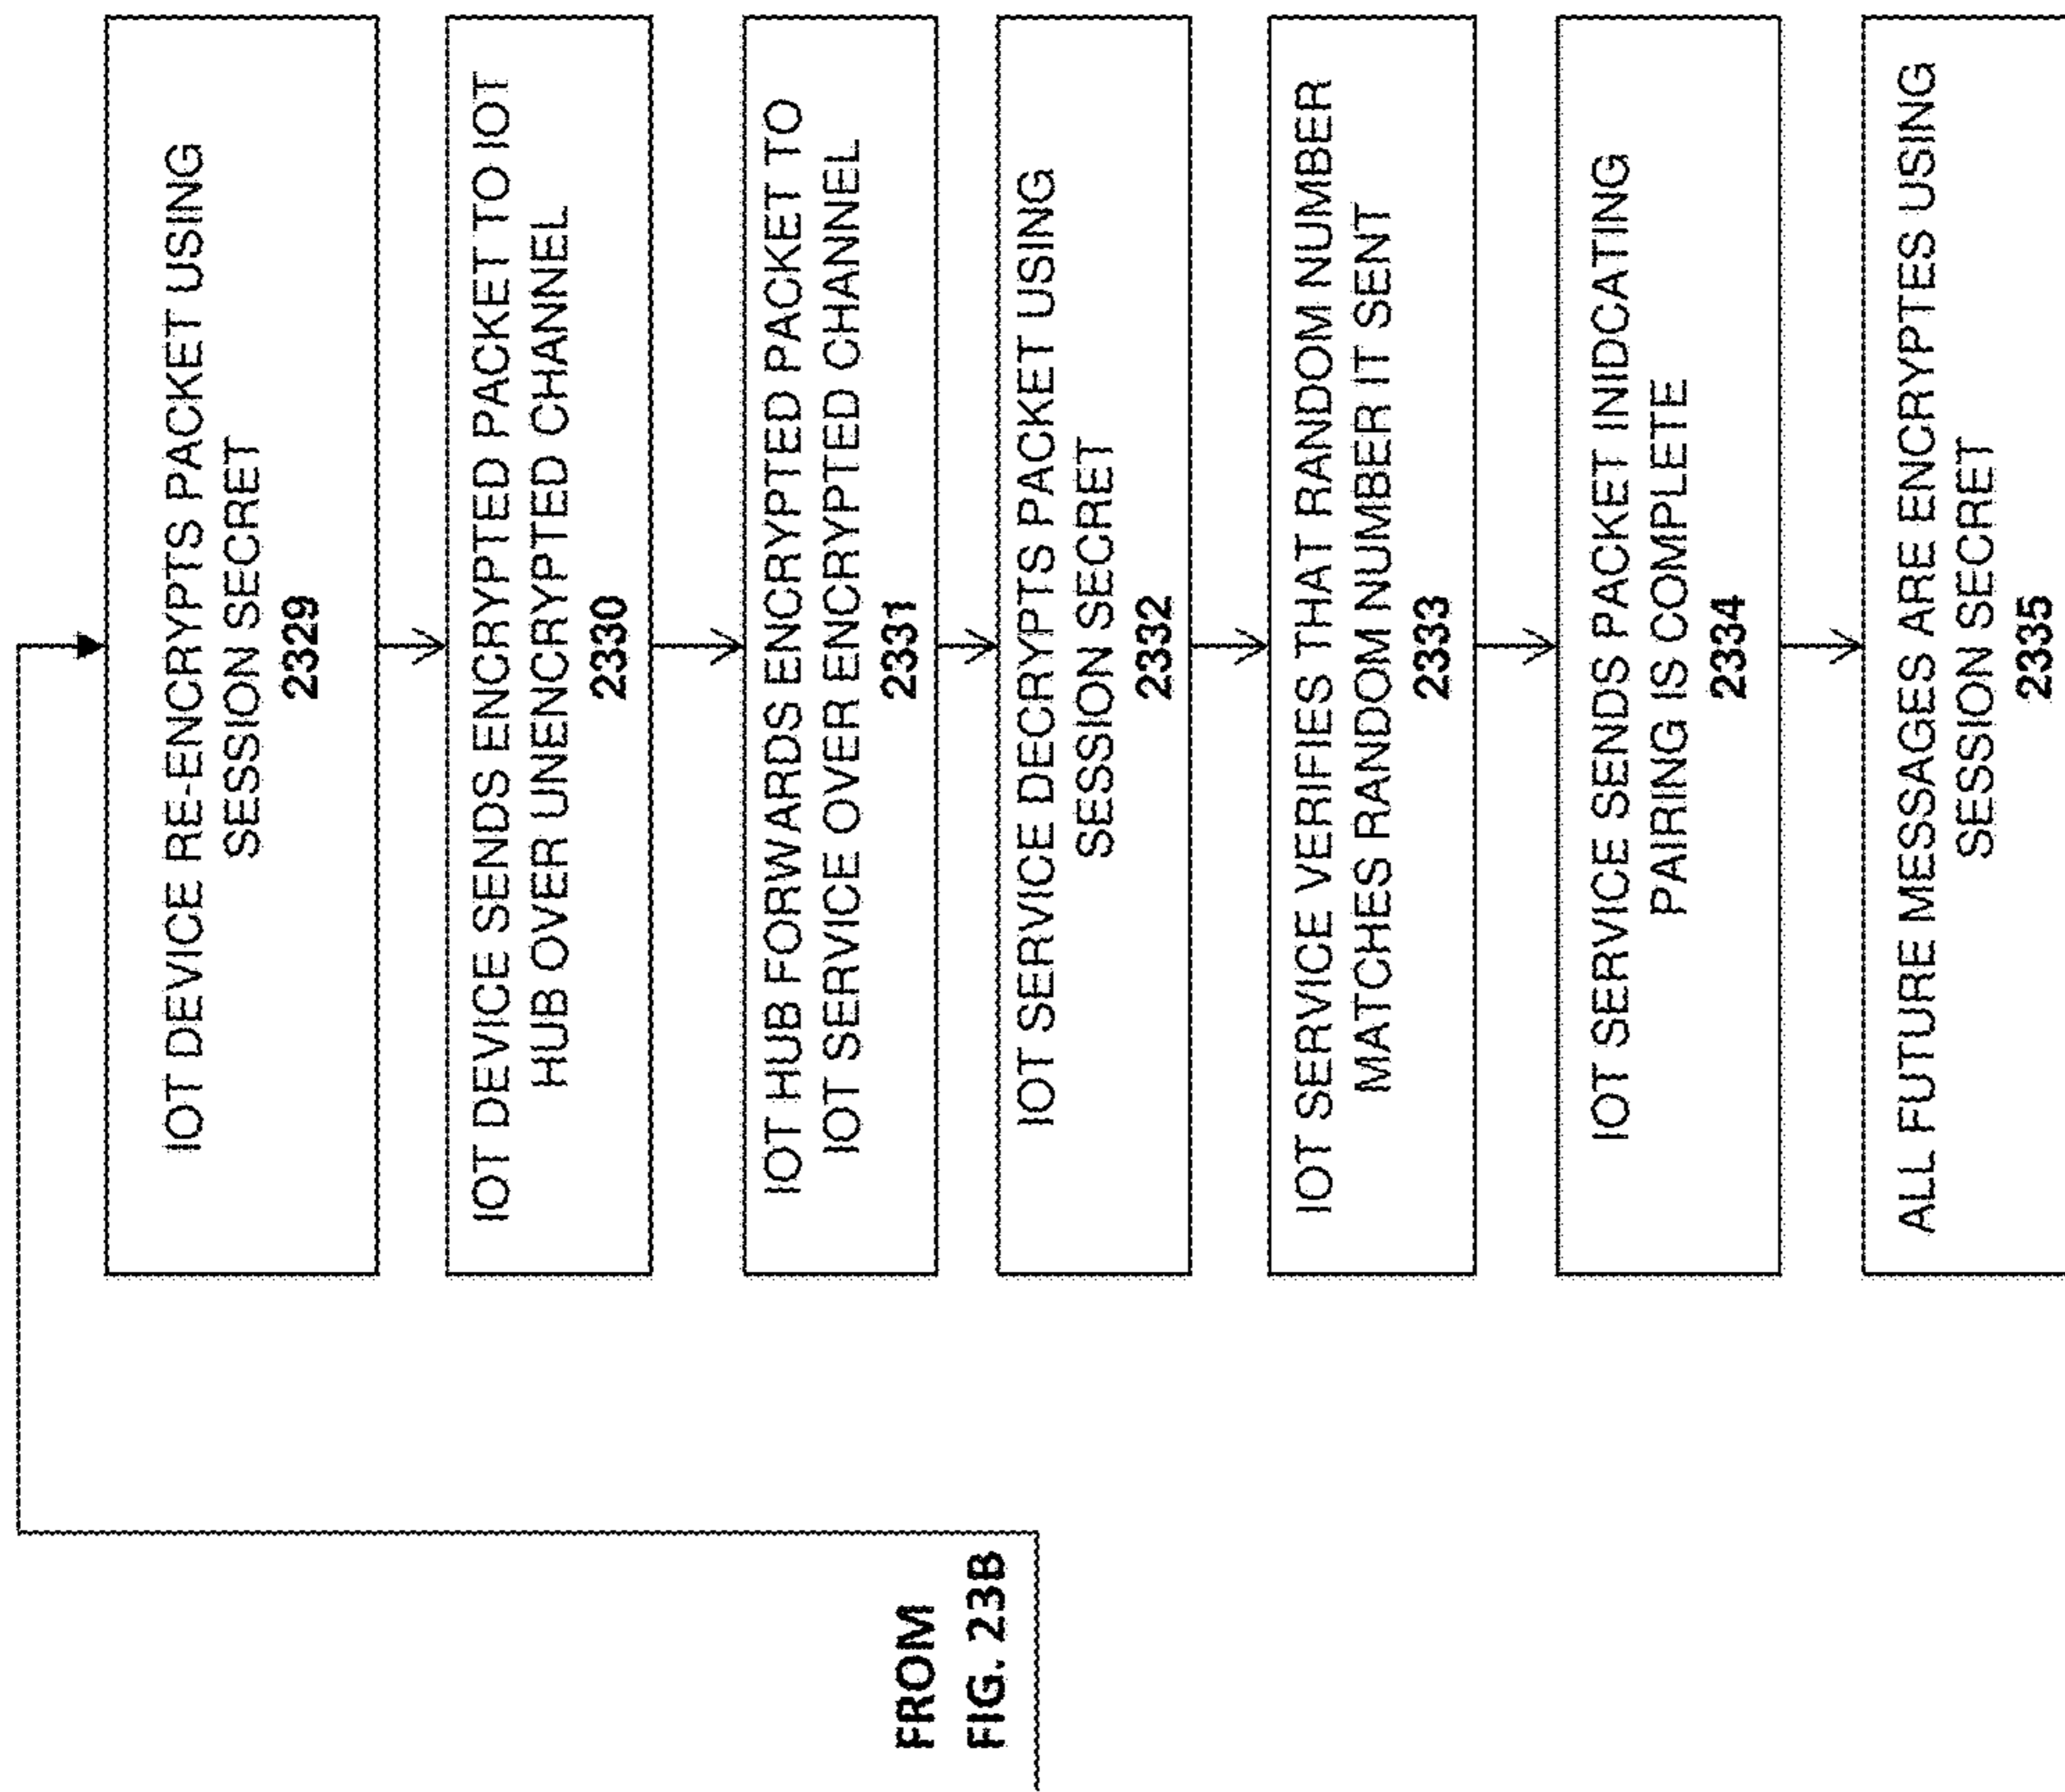 FROM
FIG. 23B
IOT DEVICE RE-ENCRYPTS PACKET USING
SESSION SECRET
2329
IOT DEVICE SENDS ENCRYPTED PACKET TO IOT
HUB OVER UNENCRYPTED CHANNEL
2330
IOT HUB FORWARDS ENCRYPTED PACKET TO
IOT SERVICE OVER ENCRYPTED CHANNEL
2331
IOT SERVICE DECRYPTS PACKET USING
SESSION SECRET
2332
IOT SERVICE VERIFIES THAT RANDOM NUMBER
MATCHES RANDOM NUMBER IT SENT
2333
IOT SERVICE SENDS PACKET INIDCATING
PAIRING IS COMPLETE
2334
ALL FUTURE MESSAGES ARE ENCRYPTES USING
SESSION SECRET
2335